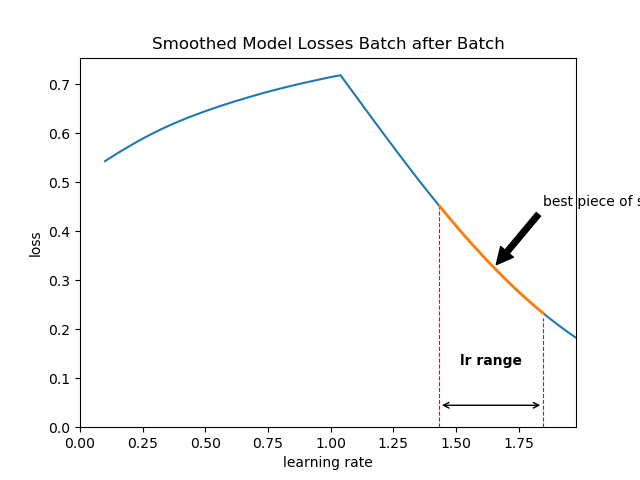 Smoothed Model Losses Batch after Batch
0.7
0.6
0.5
best piece of
0.4
loss
0.3
0.2
lr range
0.1
0.0
0.00 0.25 0.50 0.75 1.00 1.25 1.50 1.75
learning rate